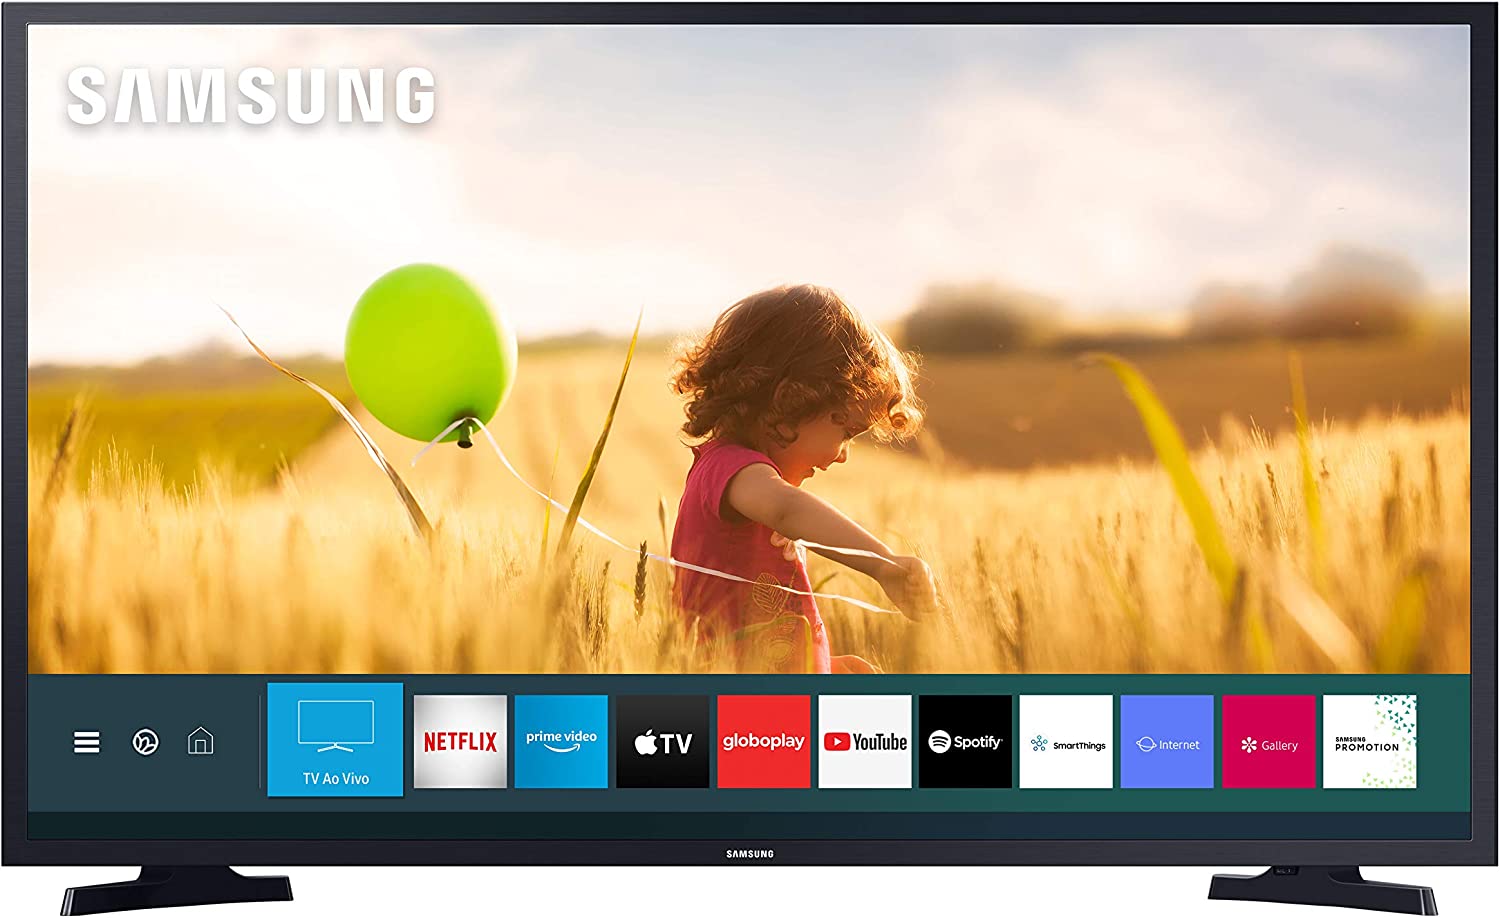 SAMSUNG
TV Ao Vivo
NETFLIX
prime video
TV
globoplay
YouTube
Spotify
SmartThings
Internet
Gallery
SAMSUNG
PROMOTION
SAMSUNG